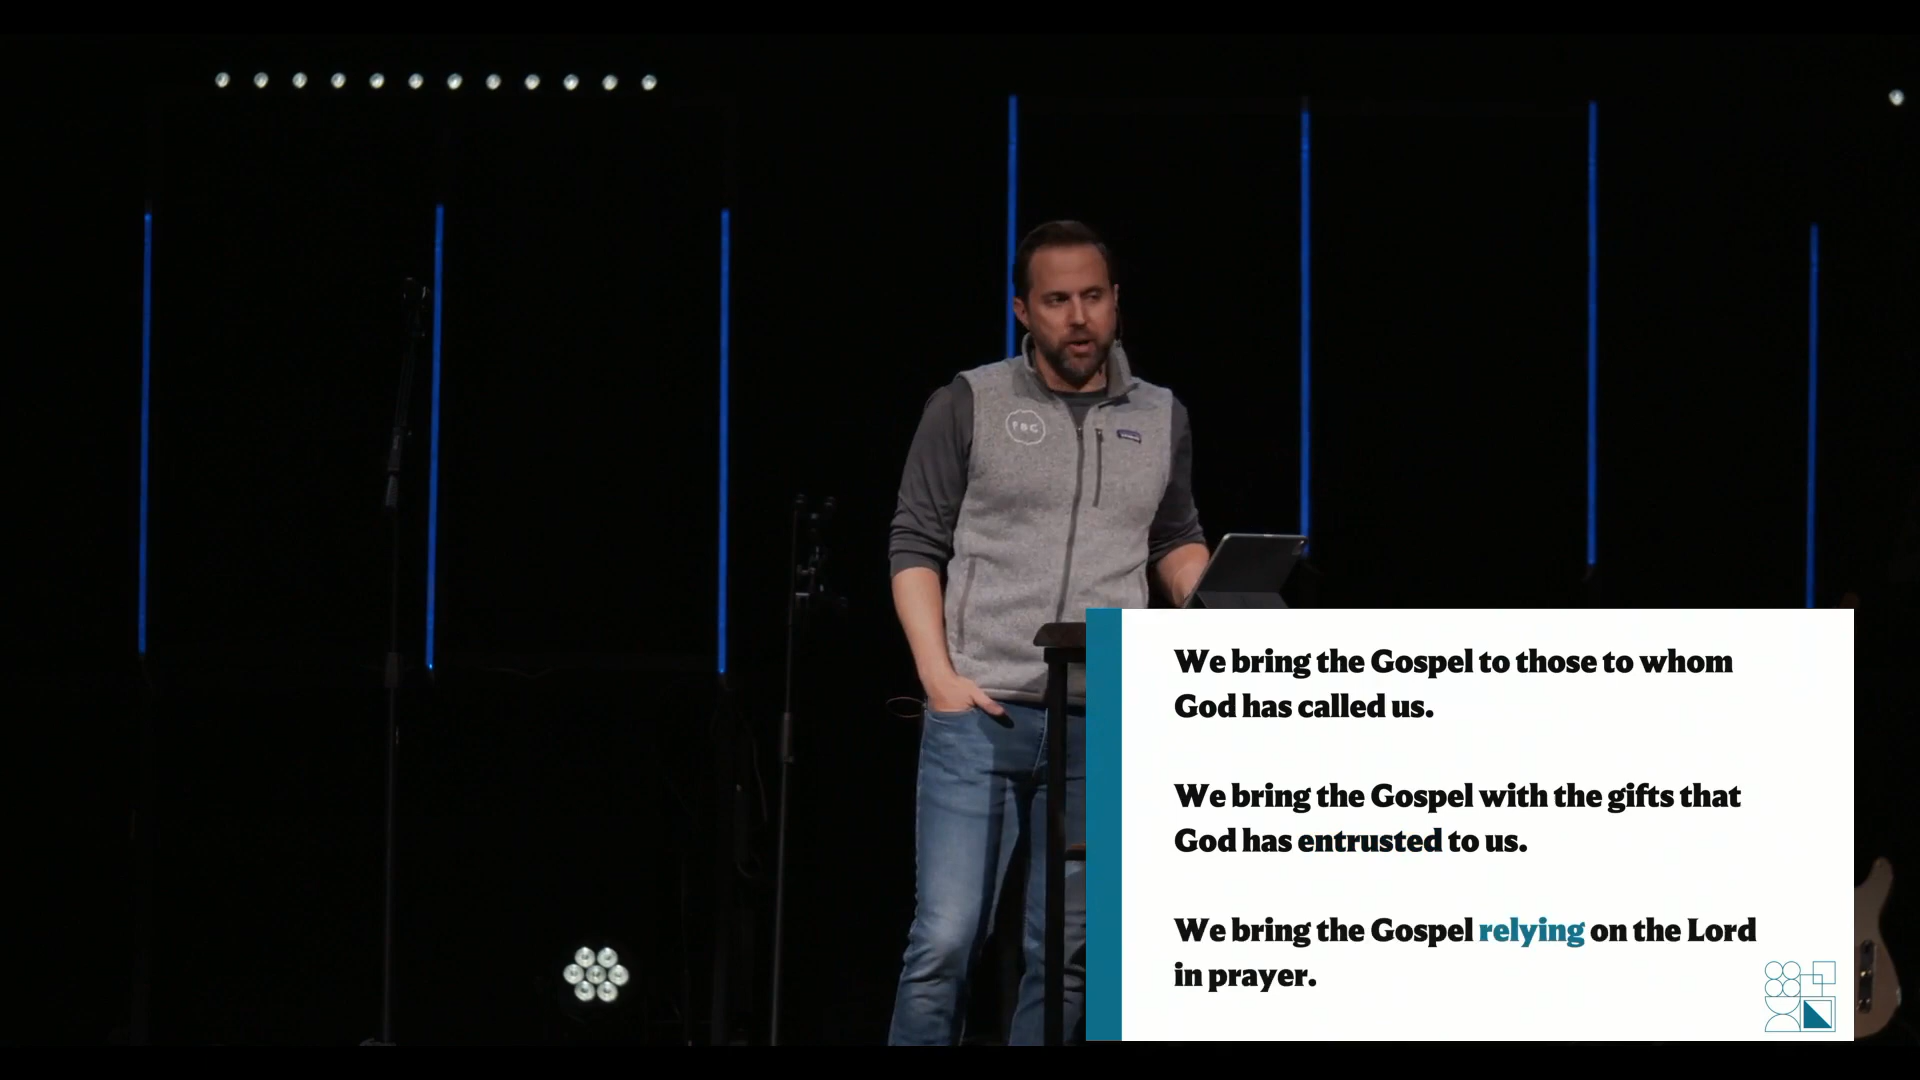 FBC
We bring the Gospel to those to whom
God has called us.
We bring the Gospel with the gifts that
God has entrusted to us.
We bring the Gospel relying on the Lord
in prayer.